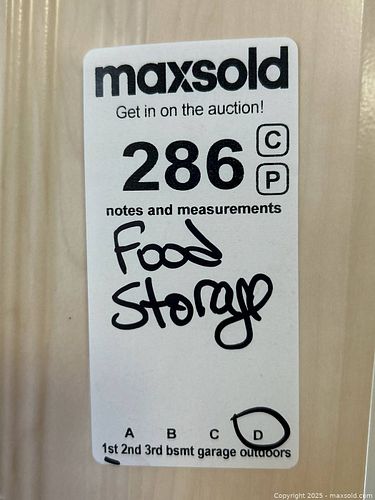 maxsold
Get in on the auction!
286 C
P
notes and measurements
Food
Storage
A B C D
1st 2nd 3rd bsmt garage outdoors
Copyright 2025 - maxsold.com